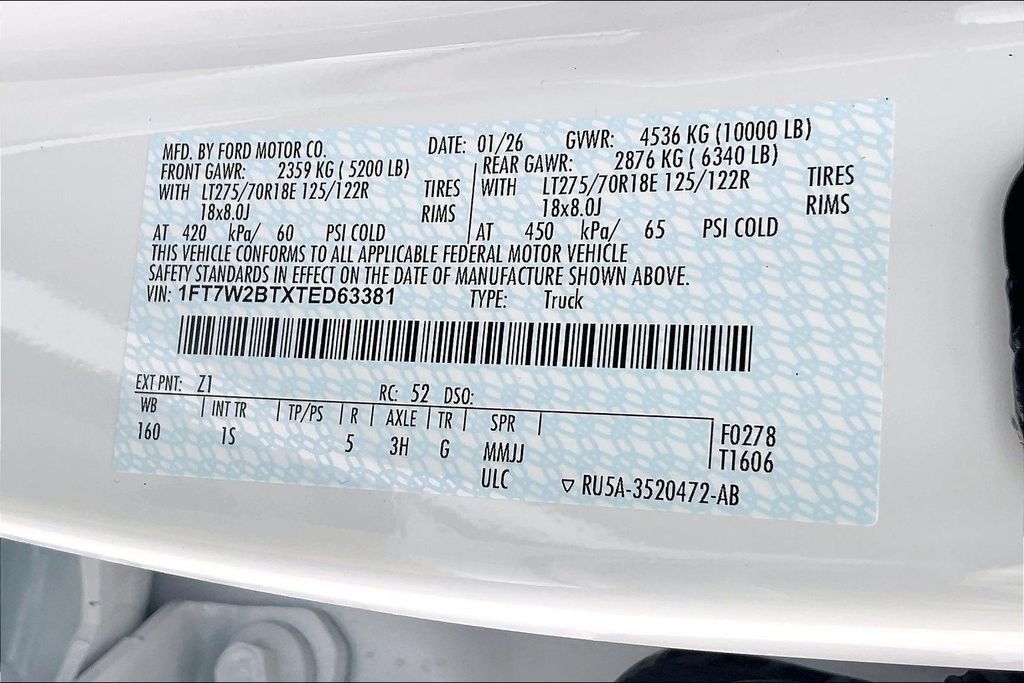 MFD. BY FORD MOTOR CO. DATE: 01/26 GVWR: 4536 KG (10000 LB)
FRONT GAWR: 2359 KG ( 5200 LB) REAR GAWR: 2876 KG ( 6340 LB)
WITH LT275/70R18E 125/122R TIRES WITH LT275/70R18E 125/122R TIRES
18x8.0J RIMS 18x8.0J RIMS
AT 420 kPa/ 60 PSI COLD AT 450 kPa/ 65 PSI COLD
THIS VEHICLE CONFORMS TO ALL APPLICABLE FEDERAL MOTOR VEHICLE
SAFETY STANDARDS IN EFFECT ON THE DATE OF MANUFACTURE SHOWN ABOVE.
VIN: 1FT7W2BTXTED63381 TYPE: Truck
EXT PNT: Z1 RC: 52 DSO:
WB INT TR TP/PS R AXLE TR SPR F0278
160 1S 5 3H G MMJJ T1606
ULC ▽ RU5A-3520472-AB